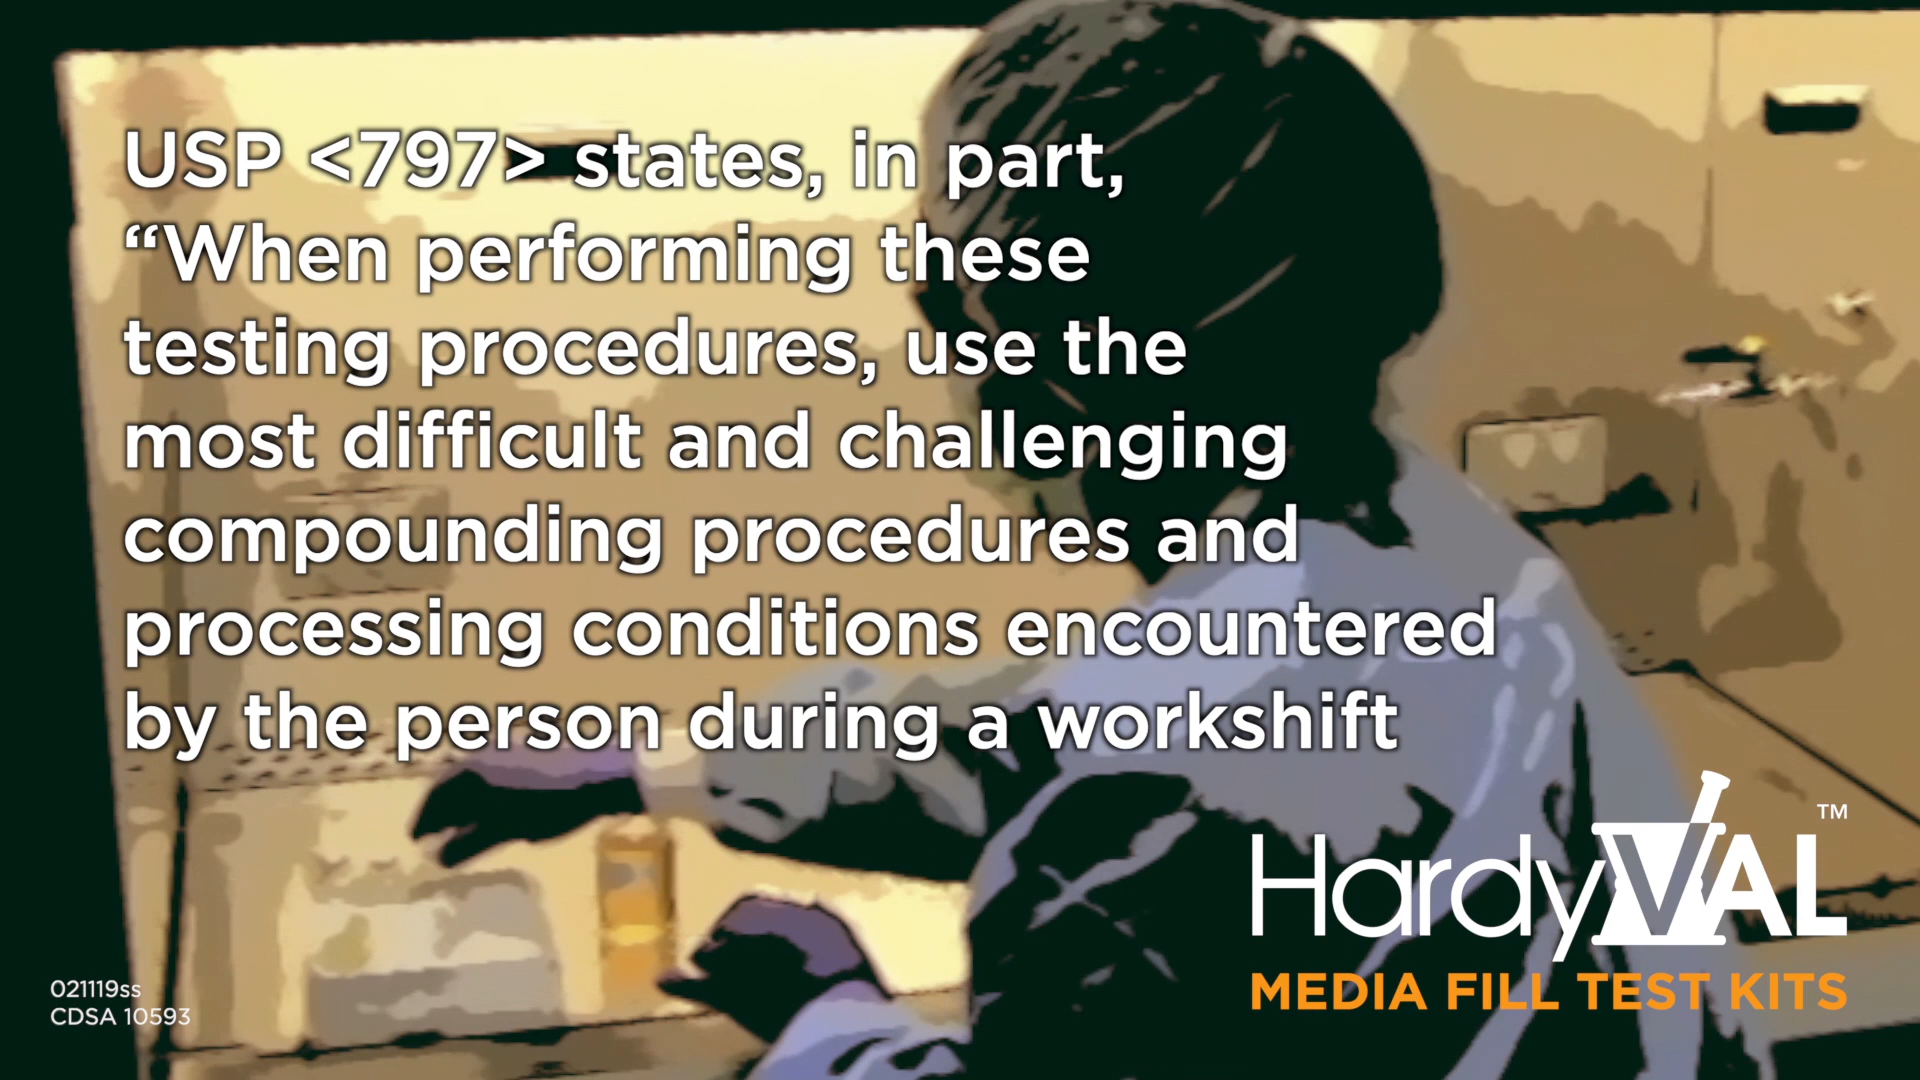 USP <797> states, in part,
“When performing these
testing procedures, use the
most difficult and challenging
compounding procedures and
processing conditions encountered
by the person during a workshift
HardyVAL™
MEDIA FILL TEST KITS
021119ss
CDSA 10593